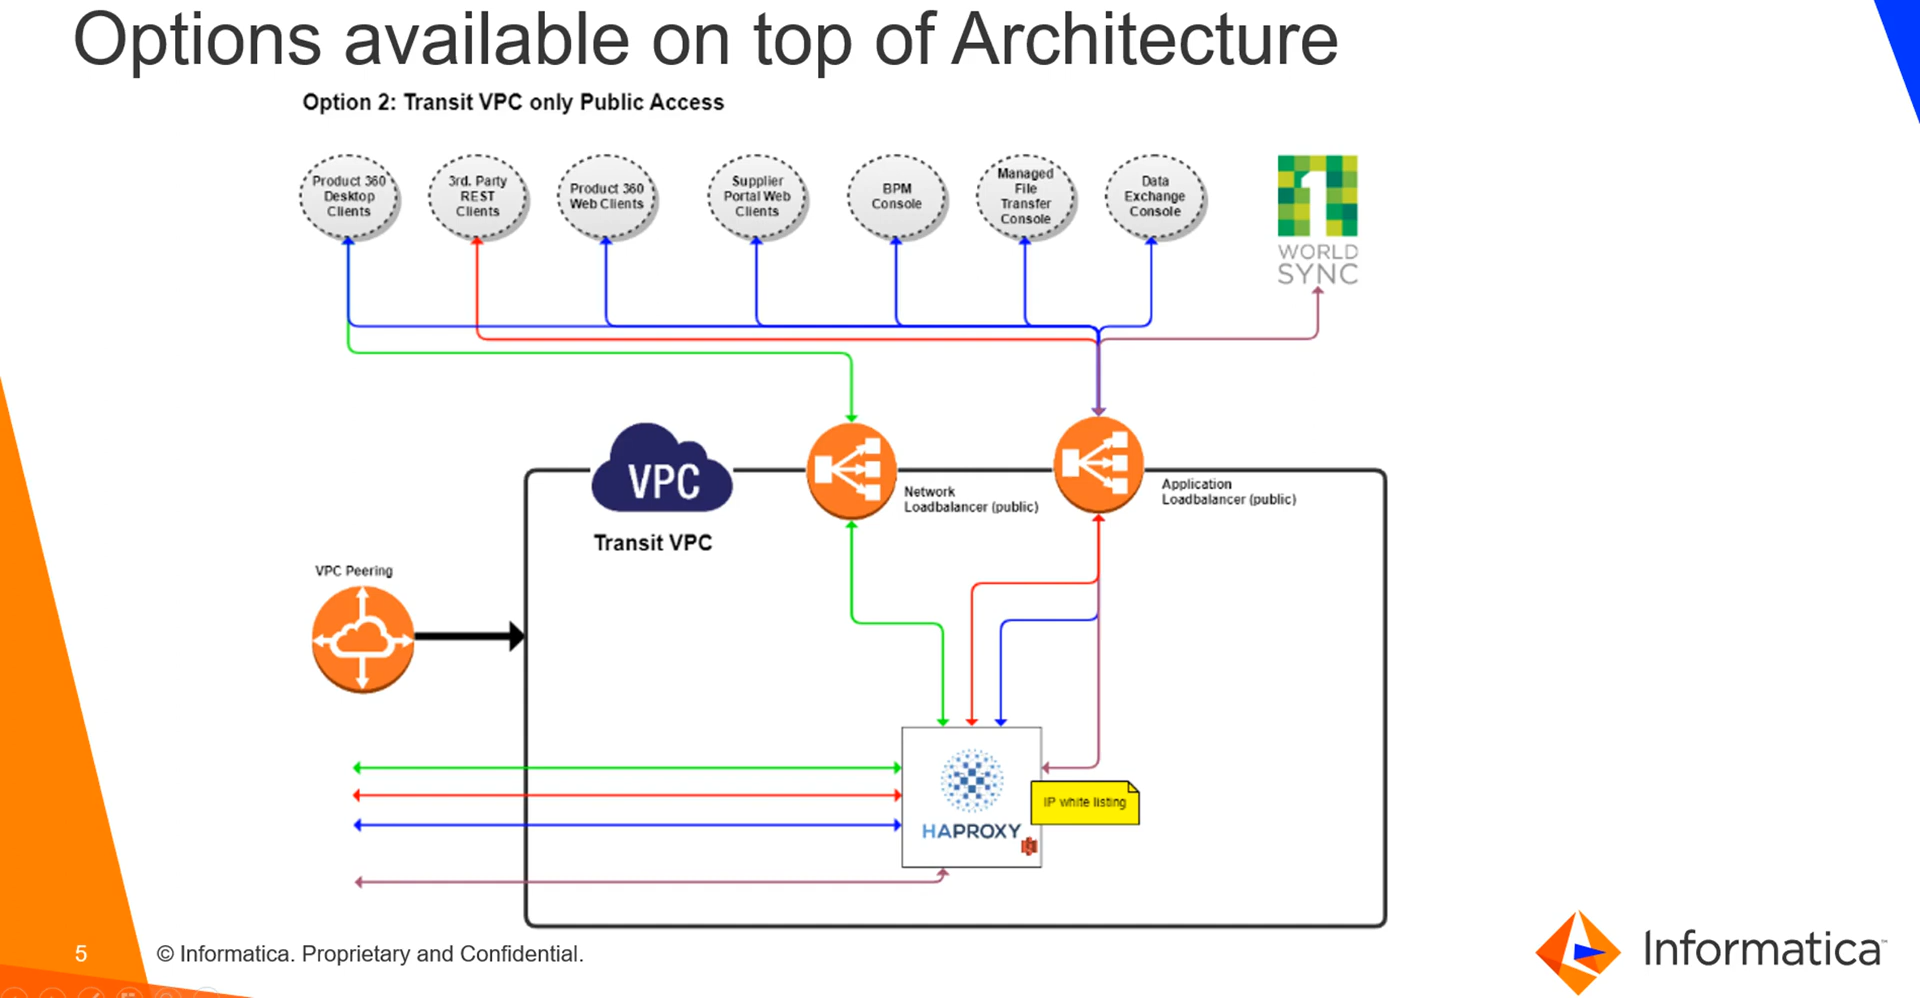 Options available on top of Architecture
Option 2: Transit VPC only Public Access
Product 360
Desktop
Clients
3rd. Party
REST
Clients
Product 360
Web Clients
Supplier
Portal Web
Clients
BPM
Console
Managed
File
Transfer
Console
Data
Exchange
Console
1
WORLD
SYNC
VPC
Transit VPC
Network
Loadbalancer (public)
Application
Loadbalancer (public)
VPC Peering
HAPROXY
IP white listing
5
© Informatica. Proprietary and Confidential.
Informatica™